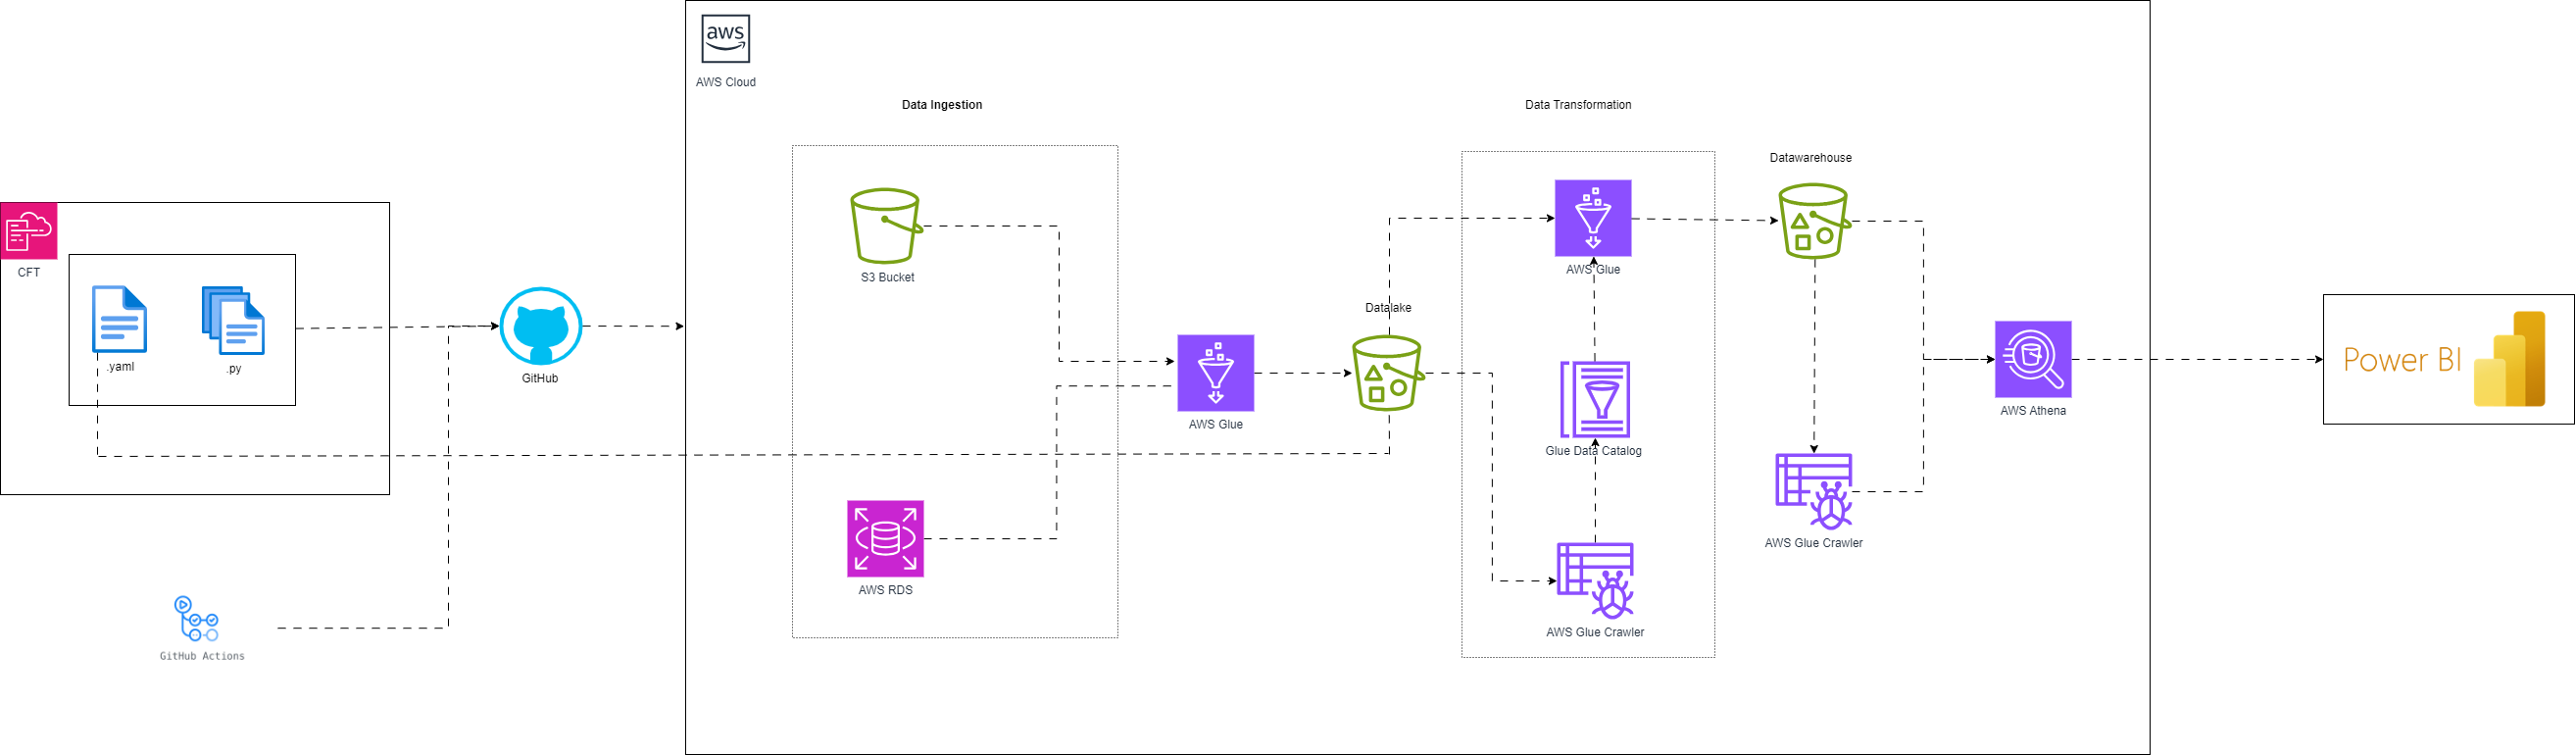 aws
AWS Cloud
Data Ingestion
Data Transformation
Datawarehouse
CFT
S3 Bucket
AWS Glue
Datalake
.yaml
.py
GitHub
AWS Glue
Glue Data Catalog
AWS Athena
Power BI
AWS Glue Crawler
AWS RDS
AWS Glue Crawler
GitHub Actions